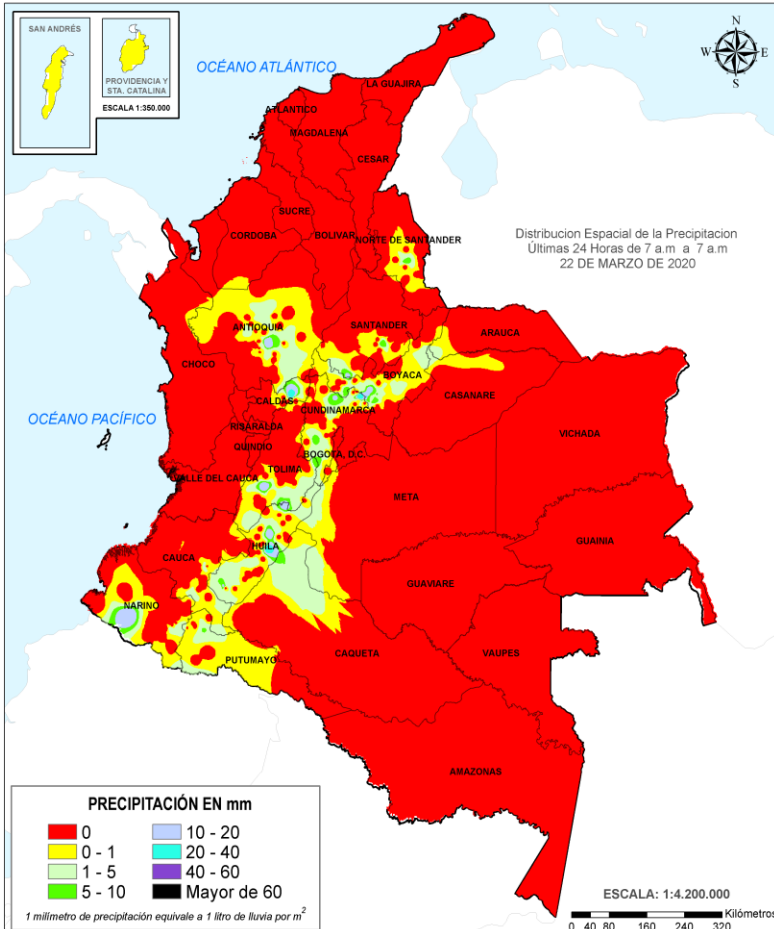 SAN ANDRÉS
PROVIDENCIA Y
STA. CATALINA
ESCALA 1:350.000
OCÉANO ATLÁNTICO
N
W
E
S
LA GUAJIRA
ATLANTICO
MAGDALENA
CESAR
SUCRE
CORDOBA
BOLIVAR
NORTE DE SANTANDER
Distribucion Espacial de la Precipitacion
Últimas 24 Horas de 7 a.m a 7 a.m
22 DE MARZO DE 2020
ANTIOQUIA
SANTANDER
ARAUCA
CHOCO
BOYACA
CALDAS
CASANARE
CUNDINAMARCA
OCÉANO PACÍFICO
RISARALDA
VICHADA
QUINDIO
BOGOTA, D.C.
TOLIMA
VALLE DEL CAUCA
META
GUAINIA
HUILA
CAUCA
GUAVIARE
NARIÑO
CAQUETA
VAUPES
PUTUMAYO
AMAZONAS
PRECIPITACIÓN EN mm
0
10 - 20
0 - 1
20 - 40
1 - 5
40 - 60
5 - 10
Mayor de 60
1 milímetro de precipitación equivale a 1 litro de lluvia por m²
ESCALA: 1:4.200.000
Kilómetros
0 40 80 160 240 320